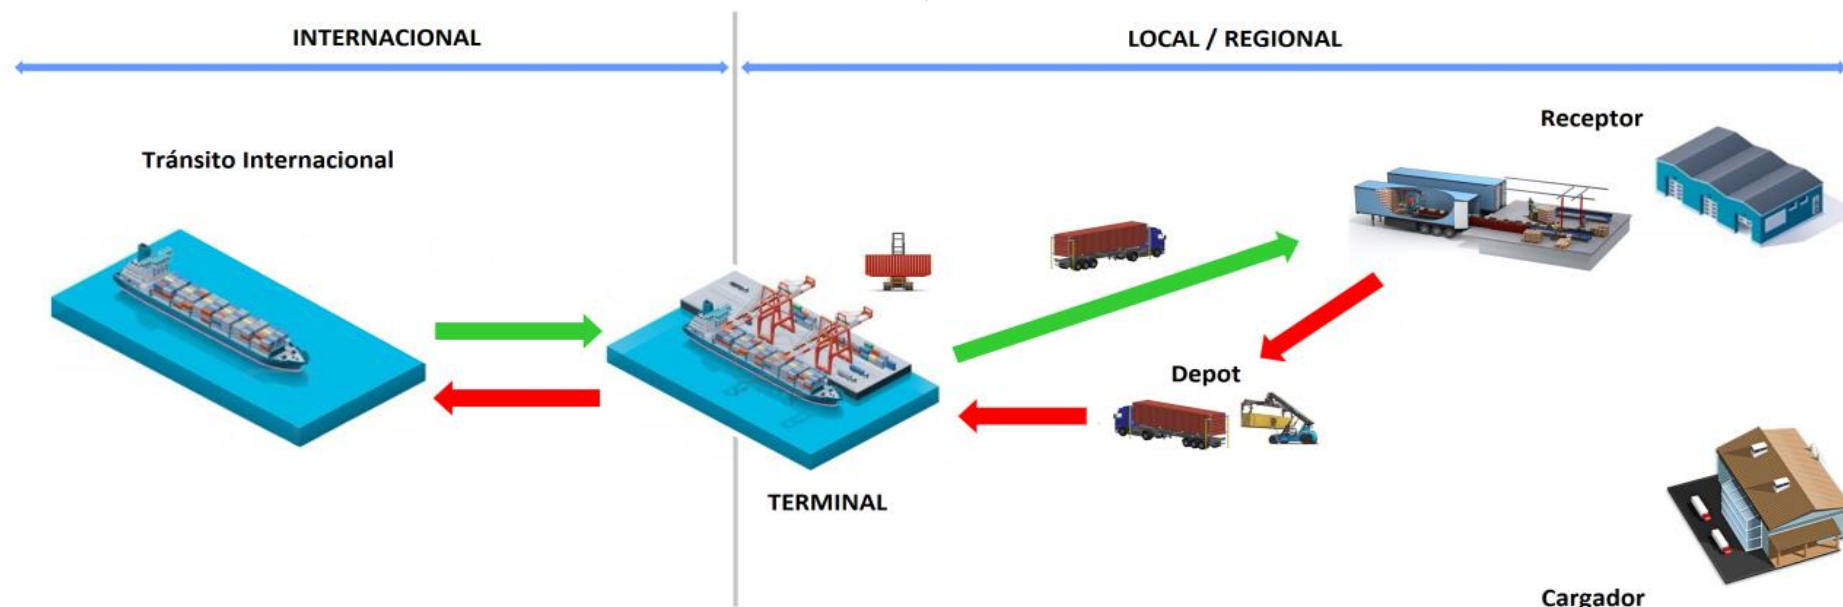 INTERNACIONAL
LOCAL / REGIONAL
Receptor
Tránsito Internacional
Depot
TERMINAL
Cargador